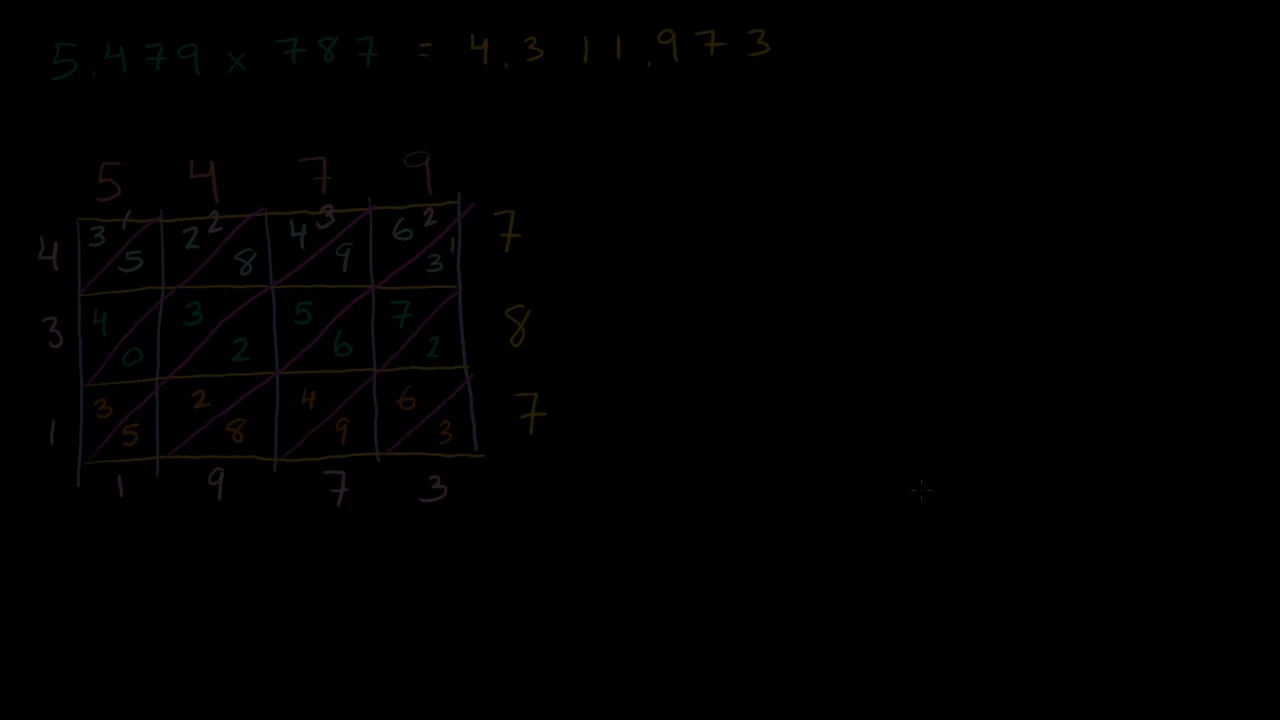 5.479 x 787 = 4.311.973
5 4 7 9
1 2 3 2
4 3 2 4 6 7
5 8 9 3 1
4 3 5 7
3 8
0 2 6 2
3 2 4 6
1 5 8 9 3 7
1 9 7 3